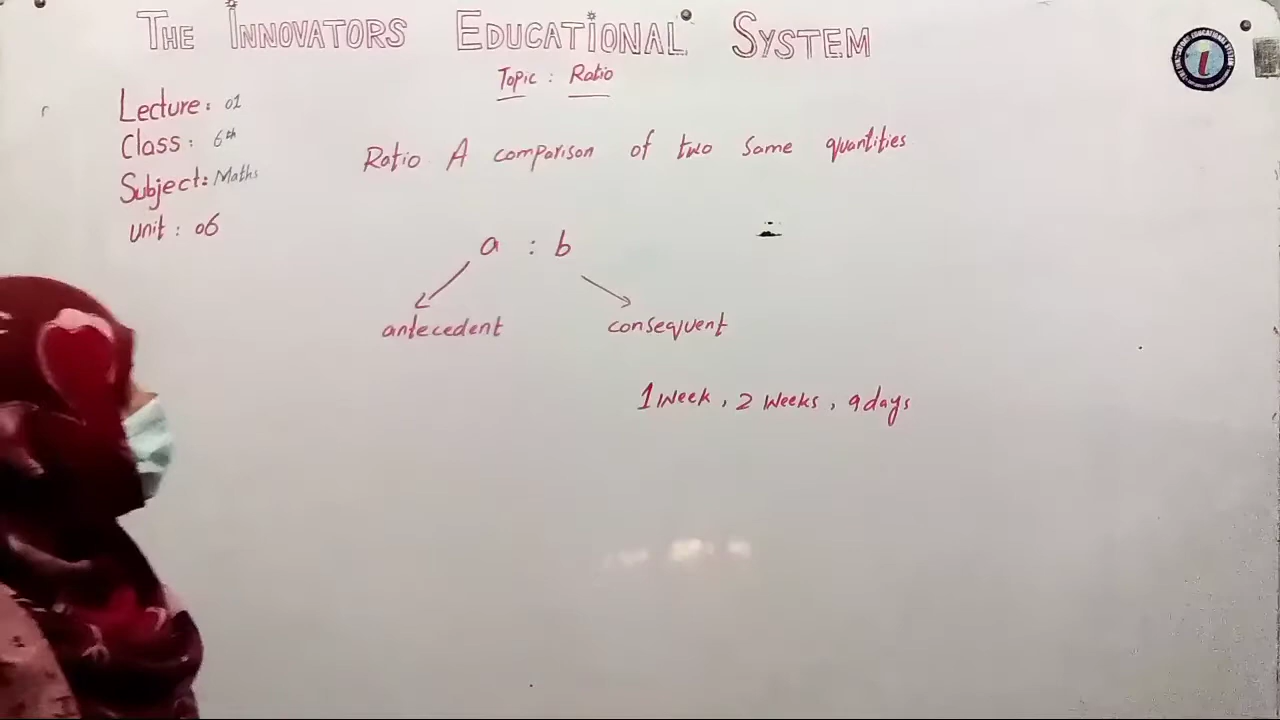 THE INNOVATORS EDUCATIONAL SYSTEM
Topic : Ratio
Lecture: 01
Class: 6th
Subject: Maths
Unit : 06
Ratio A comparison of two same quantities
a : b
antecedent consequent
1 week , 2 weeks , 9 days